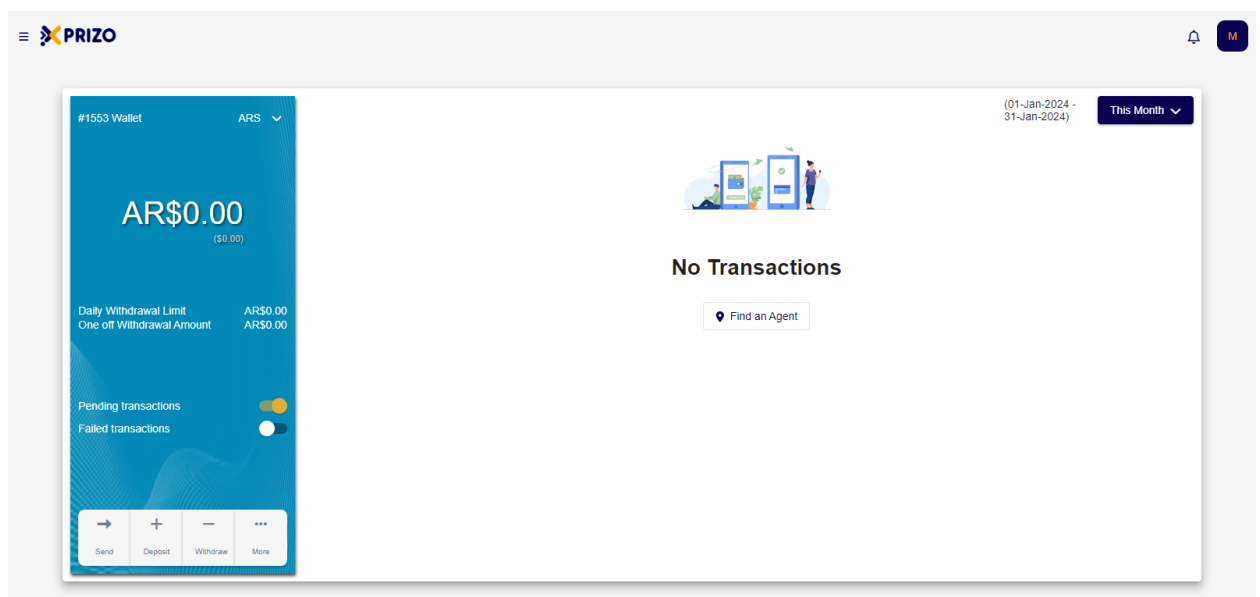 XPRIZO
M
#1553 Wallet
ARS
AR$0.00
($0.00)
Daily Withdrawal Limit AR$0.00
One off Withdrawal Amount AR$0.00
Pending transactions
Failed transactions
Send Deposit Withdraw More
(01-Jan-2024 -
31-Jan-2024)
This Month
No Transactions
Find an Agent